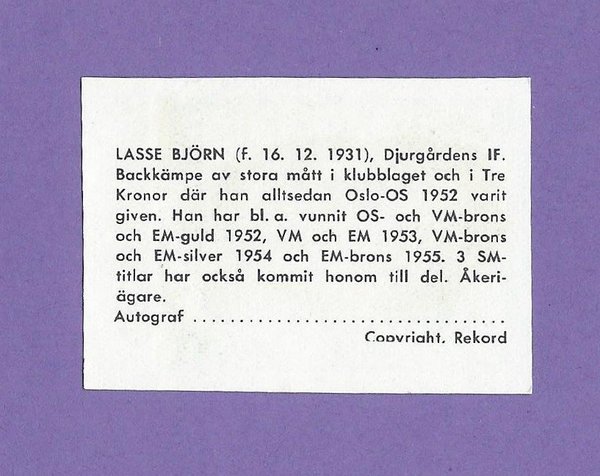 LASSE BJÖRN (f. 16. 12. 1931), Djurgårdens IF.
Backkämpe av stora mått i klubblaget och i Tre
Kronor där han alltsedan Oslo-OS 1952 varit
given. Han har bl. a. vunnit OS- och VM-brons
och EM-guld 1952, VM och EM 1953, VM-brons
och EM-silver 1954 och EM-brons 1955. 3 SM-
titlar har också kommit honom till del. Åkeri-
ägare.
Autograf ..................................
Copyright. Rekord